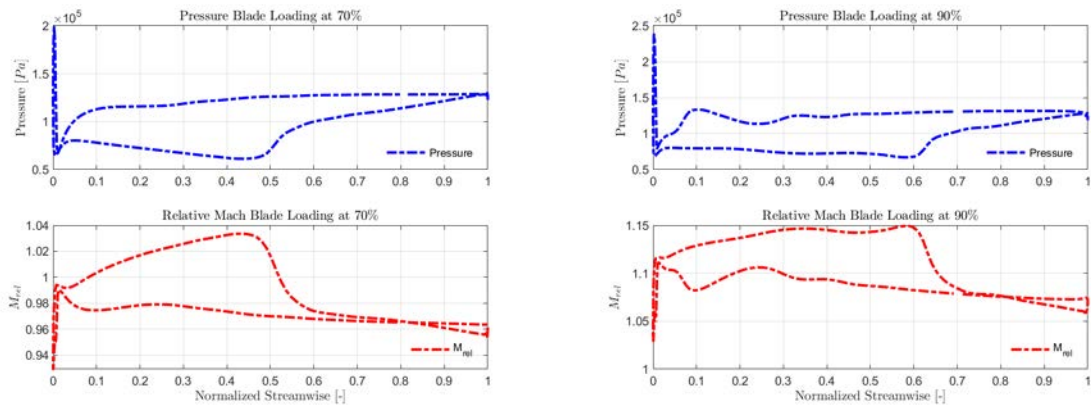 Pressure Blade Loading at 70%
×10⁵
2
1.5
1
0.5
Pressure [Pa]
Pressure
0 0.1 0.2 0.3 0.4 0.5 0.6 0.7 0.8 0.9 1
Pressure Blade Loading at 90%
×10⁵
2.5
2
1.5
1
0.5
Pressure [Pa]
Pressure
0 0.1 0.2 0.3 0.4 0.5 0.6 0.7 0.8 0.9 1
Relative Mach Blade Loading at 70%
1.04
1.02
1
0.98
0.96
0.94
M_rel
M_rel
0 0.1 0.2 0.3 0.4 0.5 0.6 0.7 0.8 0.9 1
Normalized Streamwise [-]
Relative Mach Blade Loading at 90%
1.15
1.1
1.05
1
M_rel
M_rel
0 0.1 0.2 0.3 0.4 0.5 0.6 0.7 0.8 0.9 1
Normalized Streamwise [-]